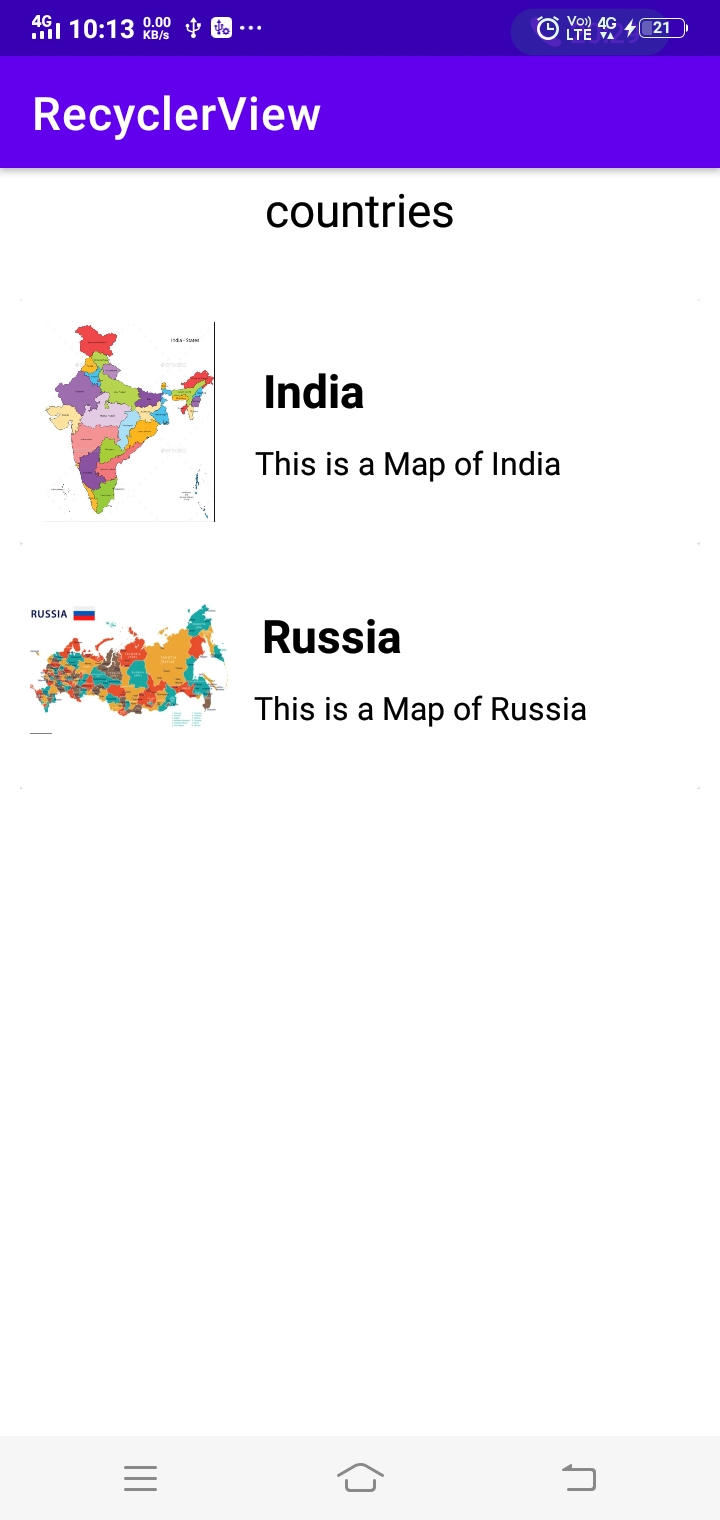 4G 10:13 0.00 KB/s ... Vo)) LTE 4G 21
RecyclerView
countries
India - States
India
This is a Map of India
RUSSIA
Russia
This is a Map of Russia